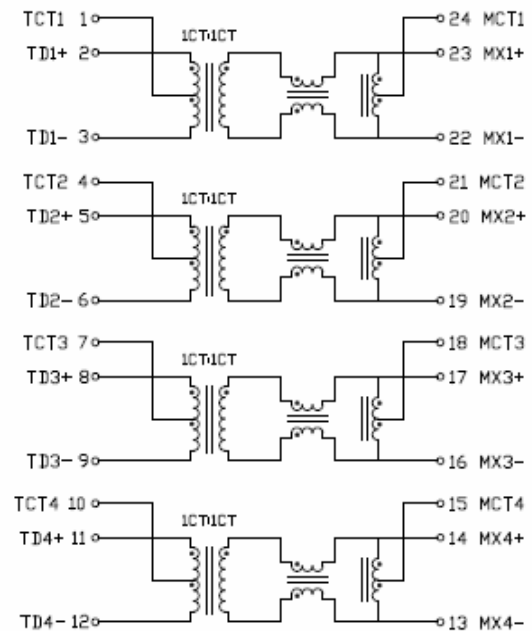 TCT1 1 24 MCT1
1CT:1CT
TD1+ 2 23 MX1+
TD1- 3 22 MX1-
TCT2 4 21 MCT2
1CT:1CT
TD2+ 5 20 MX2+
TD2- 6 19 MX2-
TCT3 7 18 MCT3
1CT:1CT
TD3+ 8 17 MX3+
TD3- 9 16 MX3-
TCT4 10 15 MCT4
1CT:1CT
TD4+ 11 14 MX4+
TD4- 12 13 MX4-